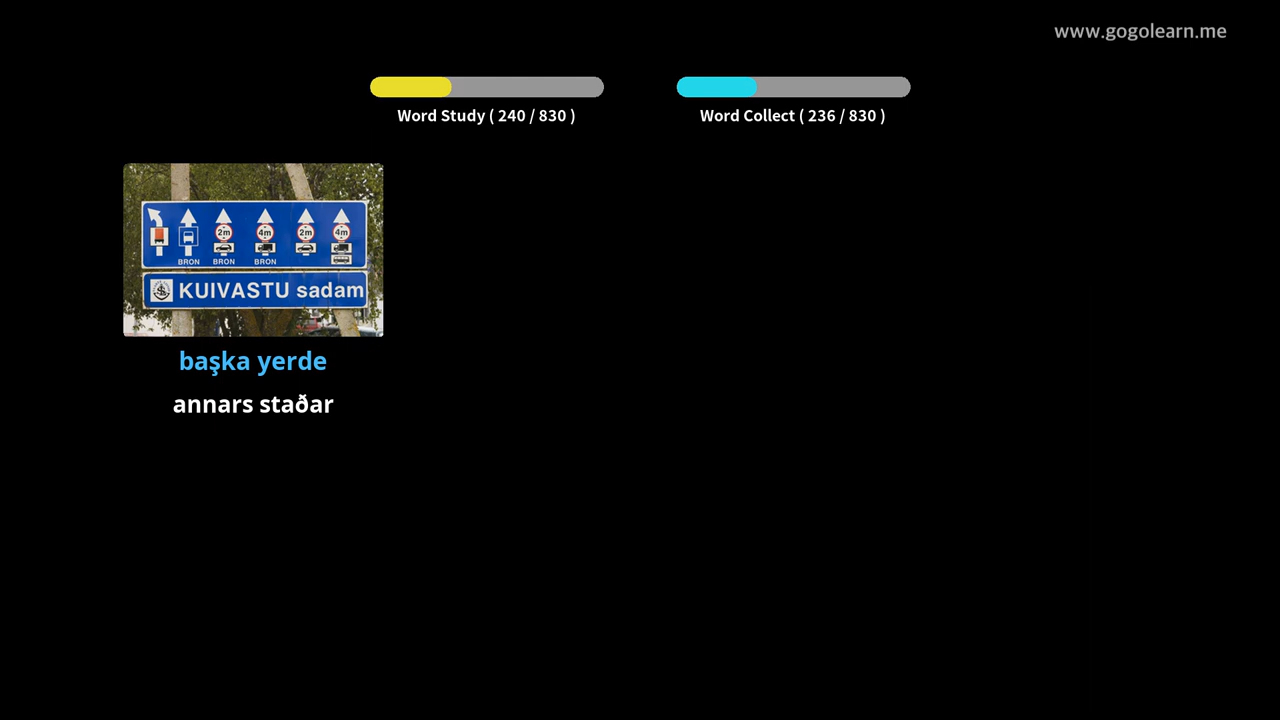 www.gogolearn.me
Word Study ( 240 / 830 )
Word Collect ( 236 / 830 )
2m
4m
2m
4m
BRON
BRON
BRON
KUIVASTU sadam
başka yerde
annars staðar